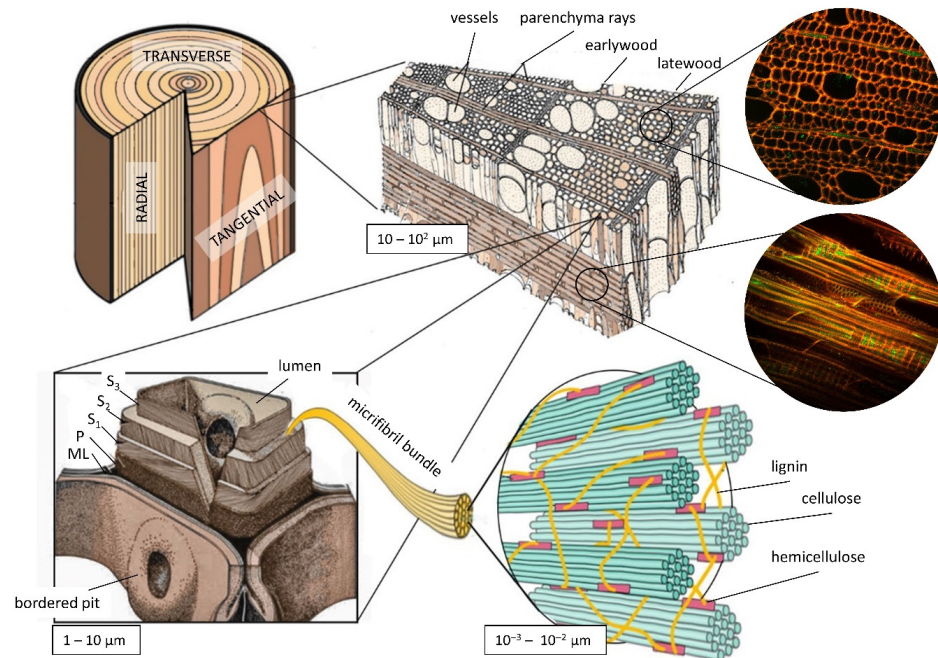 vessels
parenchyma rays
earlywood
latewood
TRANSVERSE
RADIAL
TANGENTIAL
10 – 10² µm
S₃
S₂
S₁
P
ML
lumen
micrifibril bundle
bordered pit
1 – 10 µm
lignin
cellulose
hemicellulose
10⁻³ – 10⁻² µm